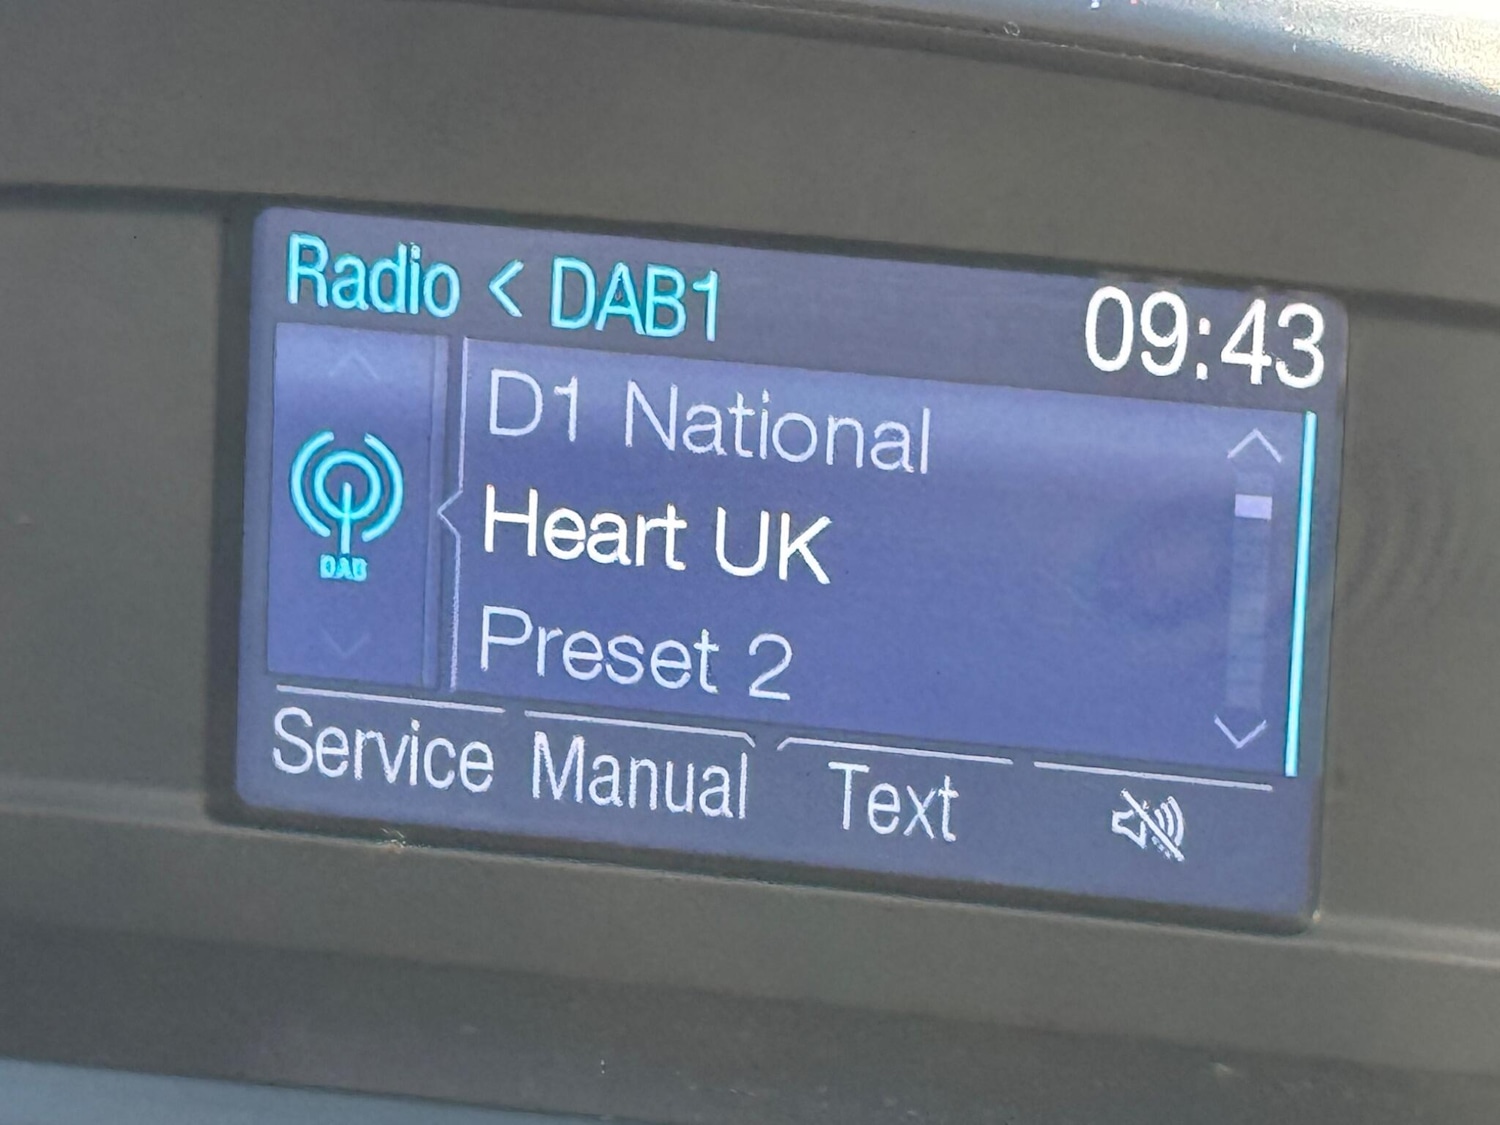 Radio < DAB1
09:43
D1 National
DAB
Heart UK
Preset 2
Service Manual Text